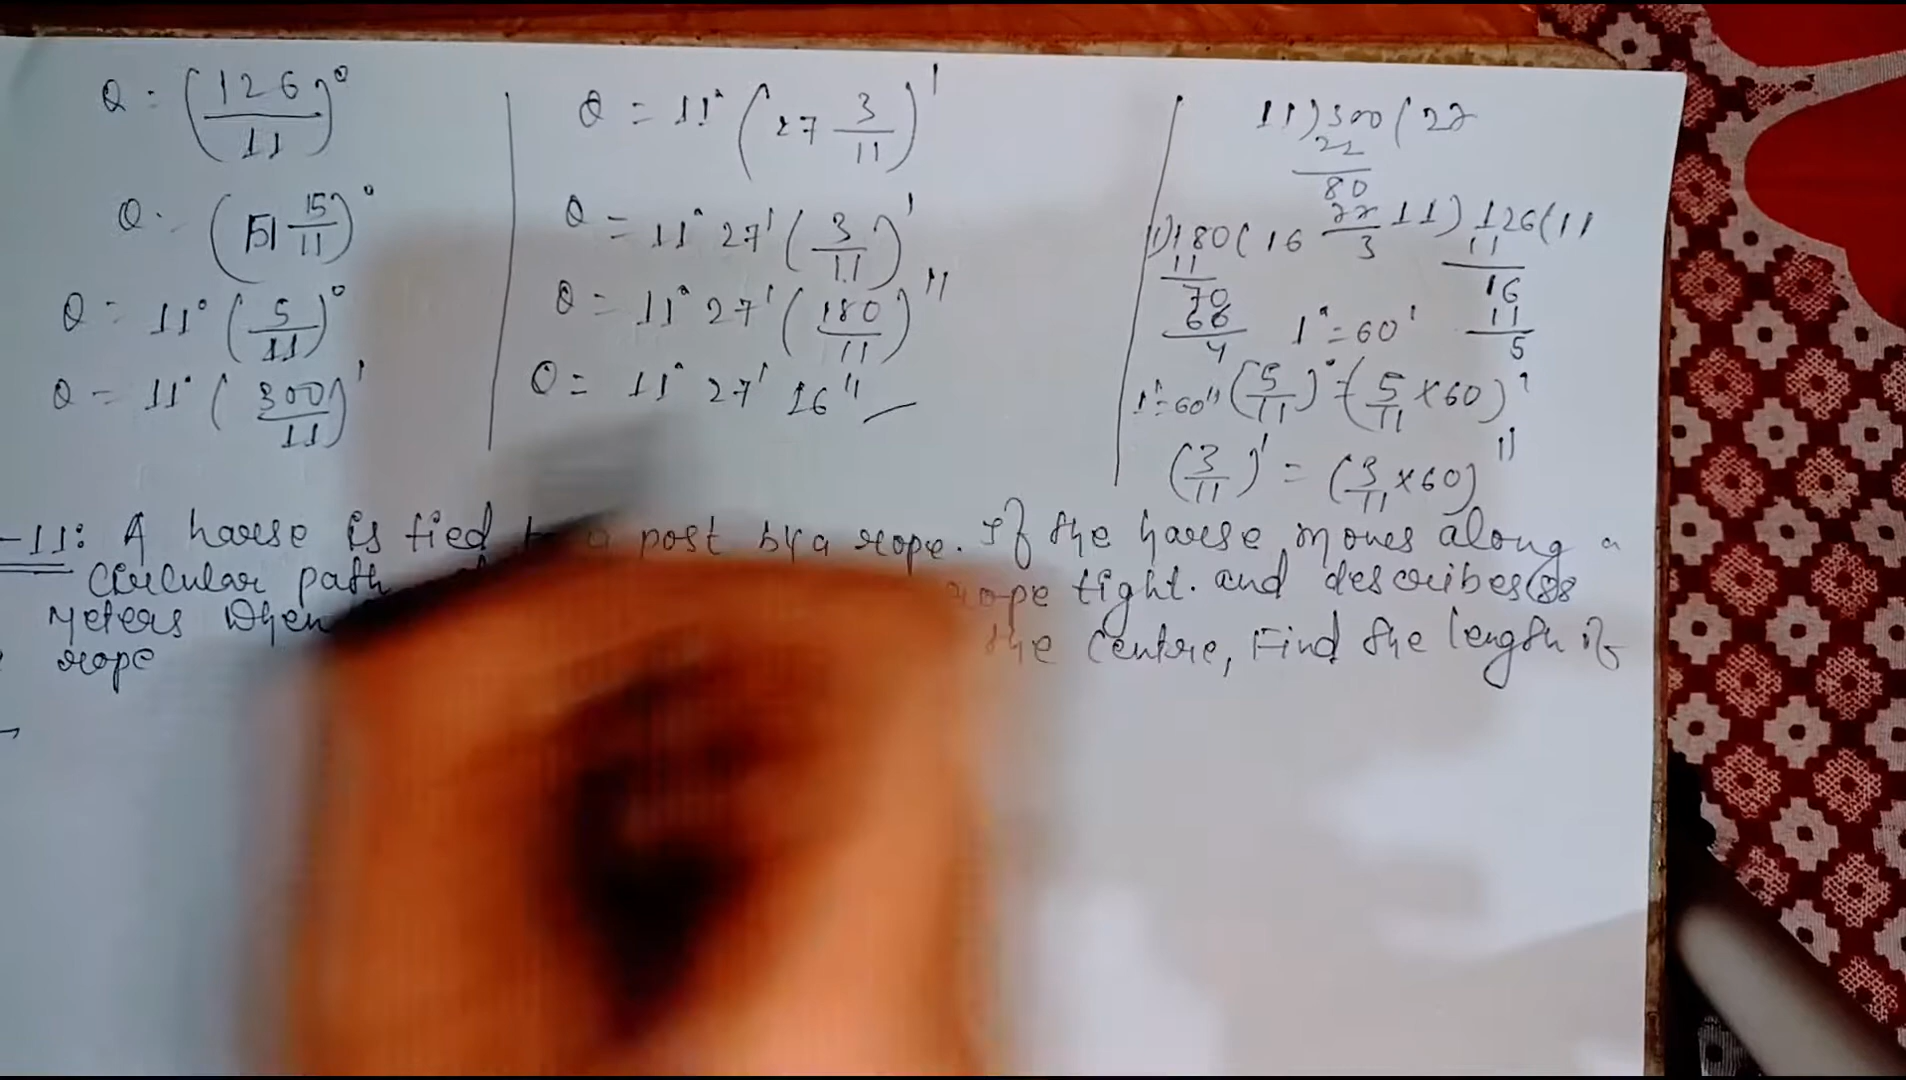 θ = (126/11)°
θ = (51 15/11)°
θ = 11° (5/11)°
θ = 11° (300/11)'
θ = 11° (27 3/11)'
θ = 11° 27' (3/11)'
θ = 11° 27' (180/11)''
θ = 11° 27' 16''
11)300(27
22
80
77
3
11)126(11
11
16
11
5
11)180(16
11
70
66
4
1° = 60'
1' = 60'' (5/11)° = (5/11 × 60)'
(3/11)' = (3/11 × 60)''
-11: A horse is tied a post by a rope. If the horse moves along a
circular path rope tight. and describes 88
meters when the centre, Find the length of
rope